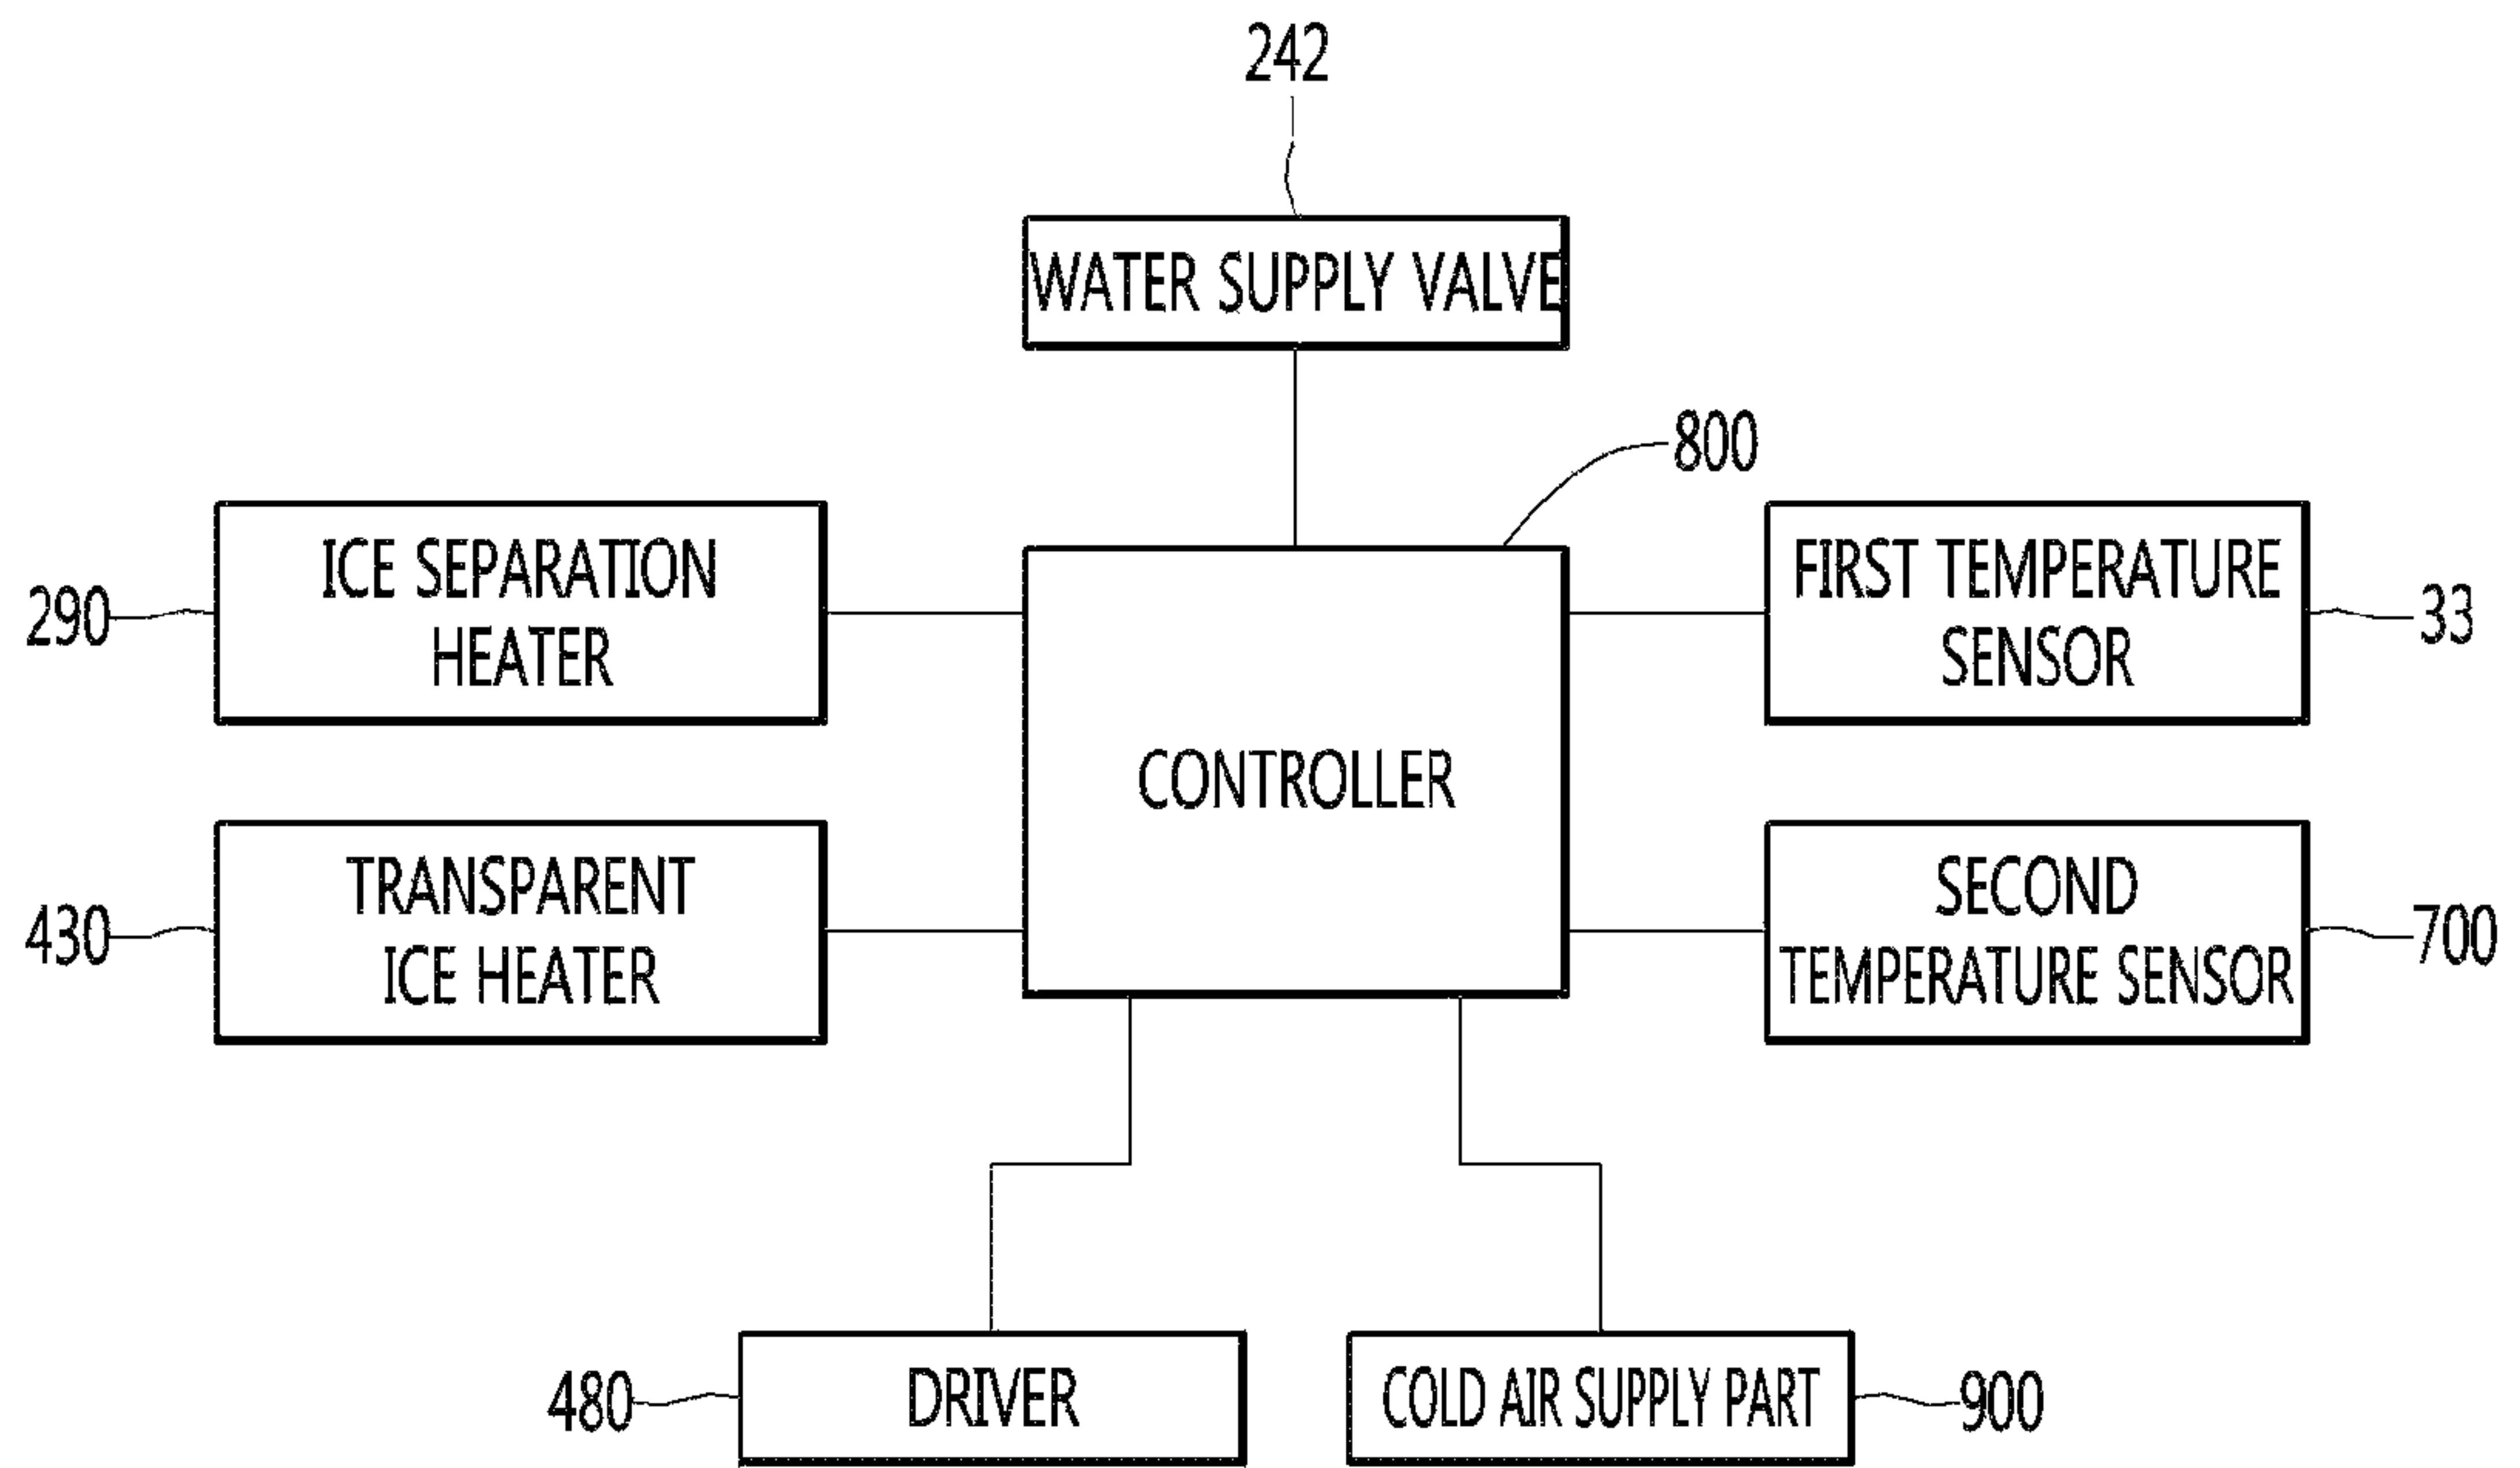 242
WATER SUPPLY VALVE
800
ICE SEPARATION
HEATER
290
FIRST TEMPERATURE
SENSOR
33
CONTROLLER
TRANSPARENT
ICE HEATER
430
SECOND
TEMPERATURE SENSOR
700
480
DRIVER
COLD AIR SUPPLY PART
900